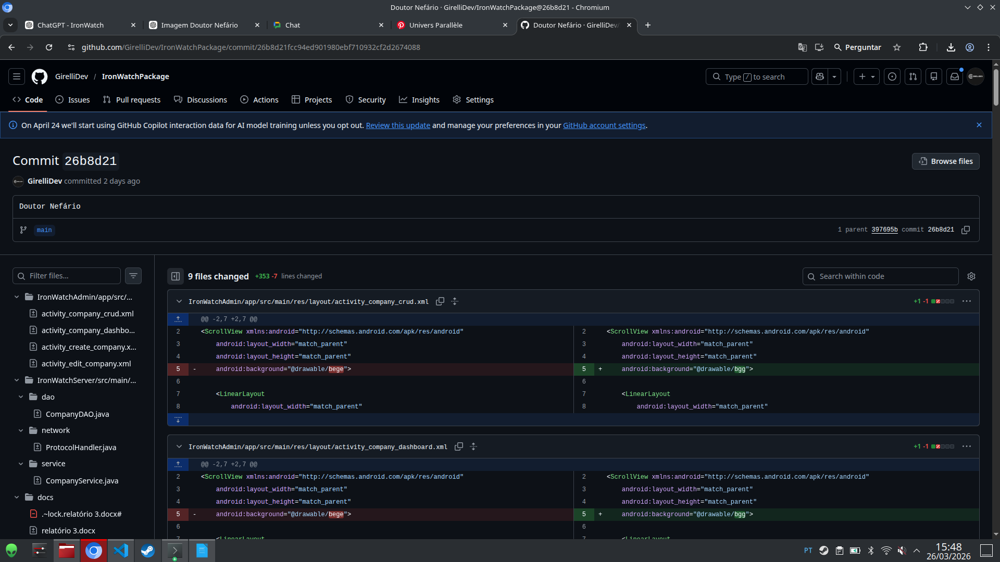 Doutor Nefário · GirelliDev/IronWatchPackage@26b8d21 - Chromium
ChatGPT - IronWatch
Imagem Doutor Nefário
Chat
Univers Parallèle
Doutor Nefário · GirelliDev/
github.com/GirelliDev/IronWatchPackage/commit/26b8d21fcc94ed901980ebf710932cf2d2674088
Perguntar
GirelliDev / IronWatchPackage
Type / to search
Code
Issues
Pull requests
Discussions
Actions
Projects
Security
Insights
Settings
On April 24 we'll start using GitHub Copilot interaction data for AI model training unless you opt out. Review this update and manage your preferences in your GitHub account settings.
Commit 26b8d21
Browse files
GirelliDev committed 2 days ago
Doutor Nefário
main
1 parent 397695b commit 26b8d21
Filter files...
IronWatchAdmin/app/src/...
activity_company_crud.xml
activity_company_dashbo...
activity_create_company.x...
activity_edit_company.xml
IronWatchServer/src/main/...
dao
CompanyDAO.java
network
ProtocolHandler.java
service
CompanyService.java
docs
.~lock.relatório 3.docx#
relatório 3.docx
9 files changed +353 -7 lines changed
Search within code
IronWatchAdmin/app/src/main/res/layout/activity_company_crud.xml
+1 -1
@@ -2,7 +2,7 @@
2 <ScrollView xmlns:android="http://schemas.android.com/apk/res/android"
3 android:layout_width="match_parent"
4 android:layout_height="match_parent"
5 - android:background="@drawable/bege">
6
7 <LinearLayout
8 android:layout_width="match_parent"
2 <ScrollView xmlns:android="http://schemas.android.com/apk/res/android"
3 android:layout_width="match_parent"
4 android:layout_height="match_parent"
5 + android:background="@drawable/bgg">
6
7 <LinearLayout
8 android:layout_width="match_parent"
IronWatchAdmin/app/src/main/res/layout/activity_company_dashboard.xml
+1 -1
@@ -2,7 +2,7 @@
2 <ScrollView xmlns:android="http://schemas.android.com/apk/res/android"
3 android:layout_width="match_parent"
4 android:layout_height="match_parent"
5 - android:background="@drawable/bege">
6
7 <LinearLayout
2 <ScrollView xmlns:android="http://schemas.android.com/apk/res/android"
3 android:layout_width="match_parent"
4 android:layout_height="match_parent"
5 + android:background="@drawable/bgg">
6
7 <LinearLayout
PT
15:48
26/03/2026